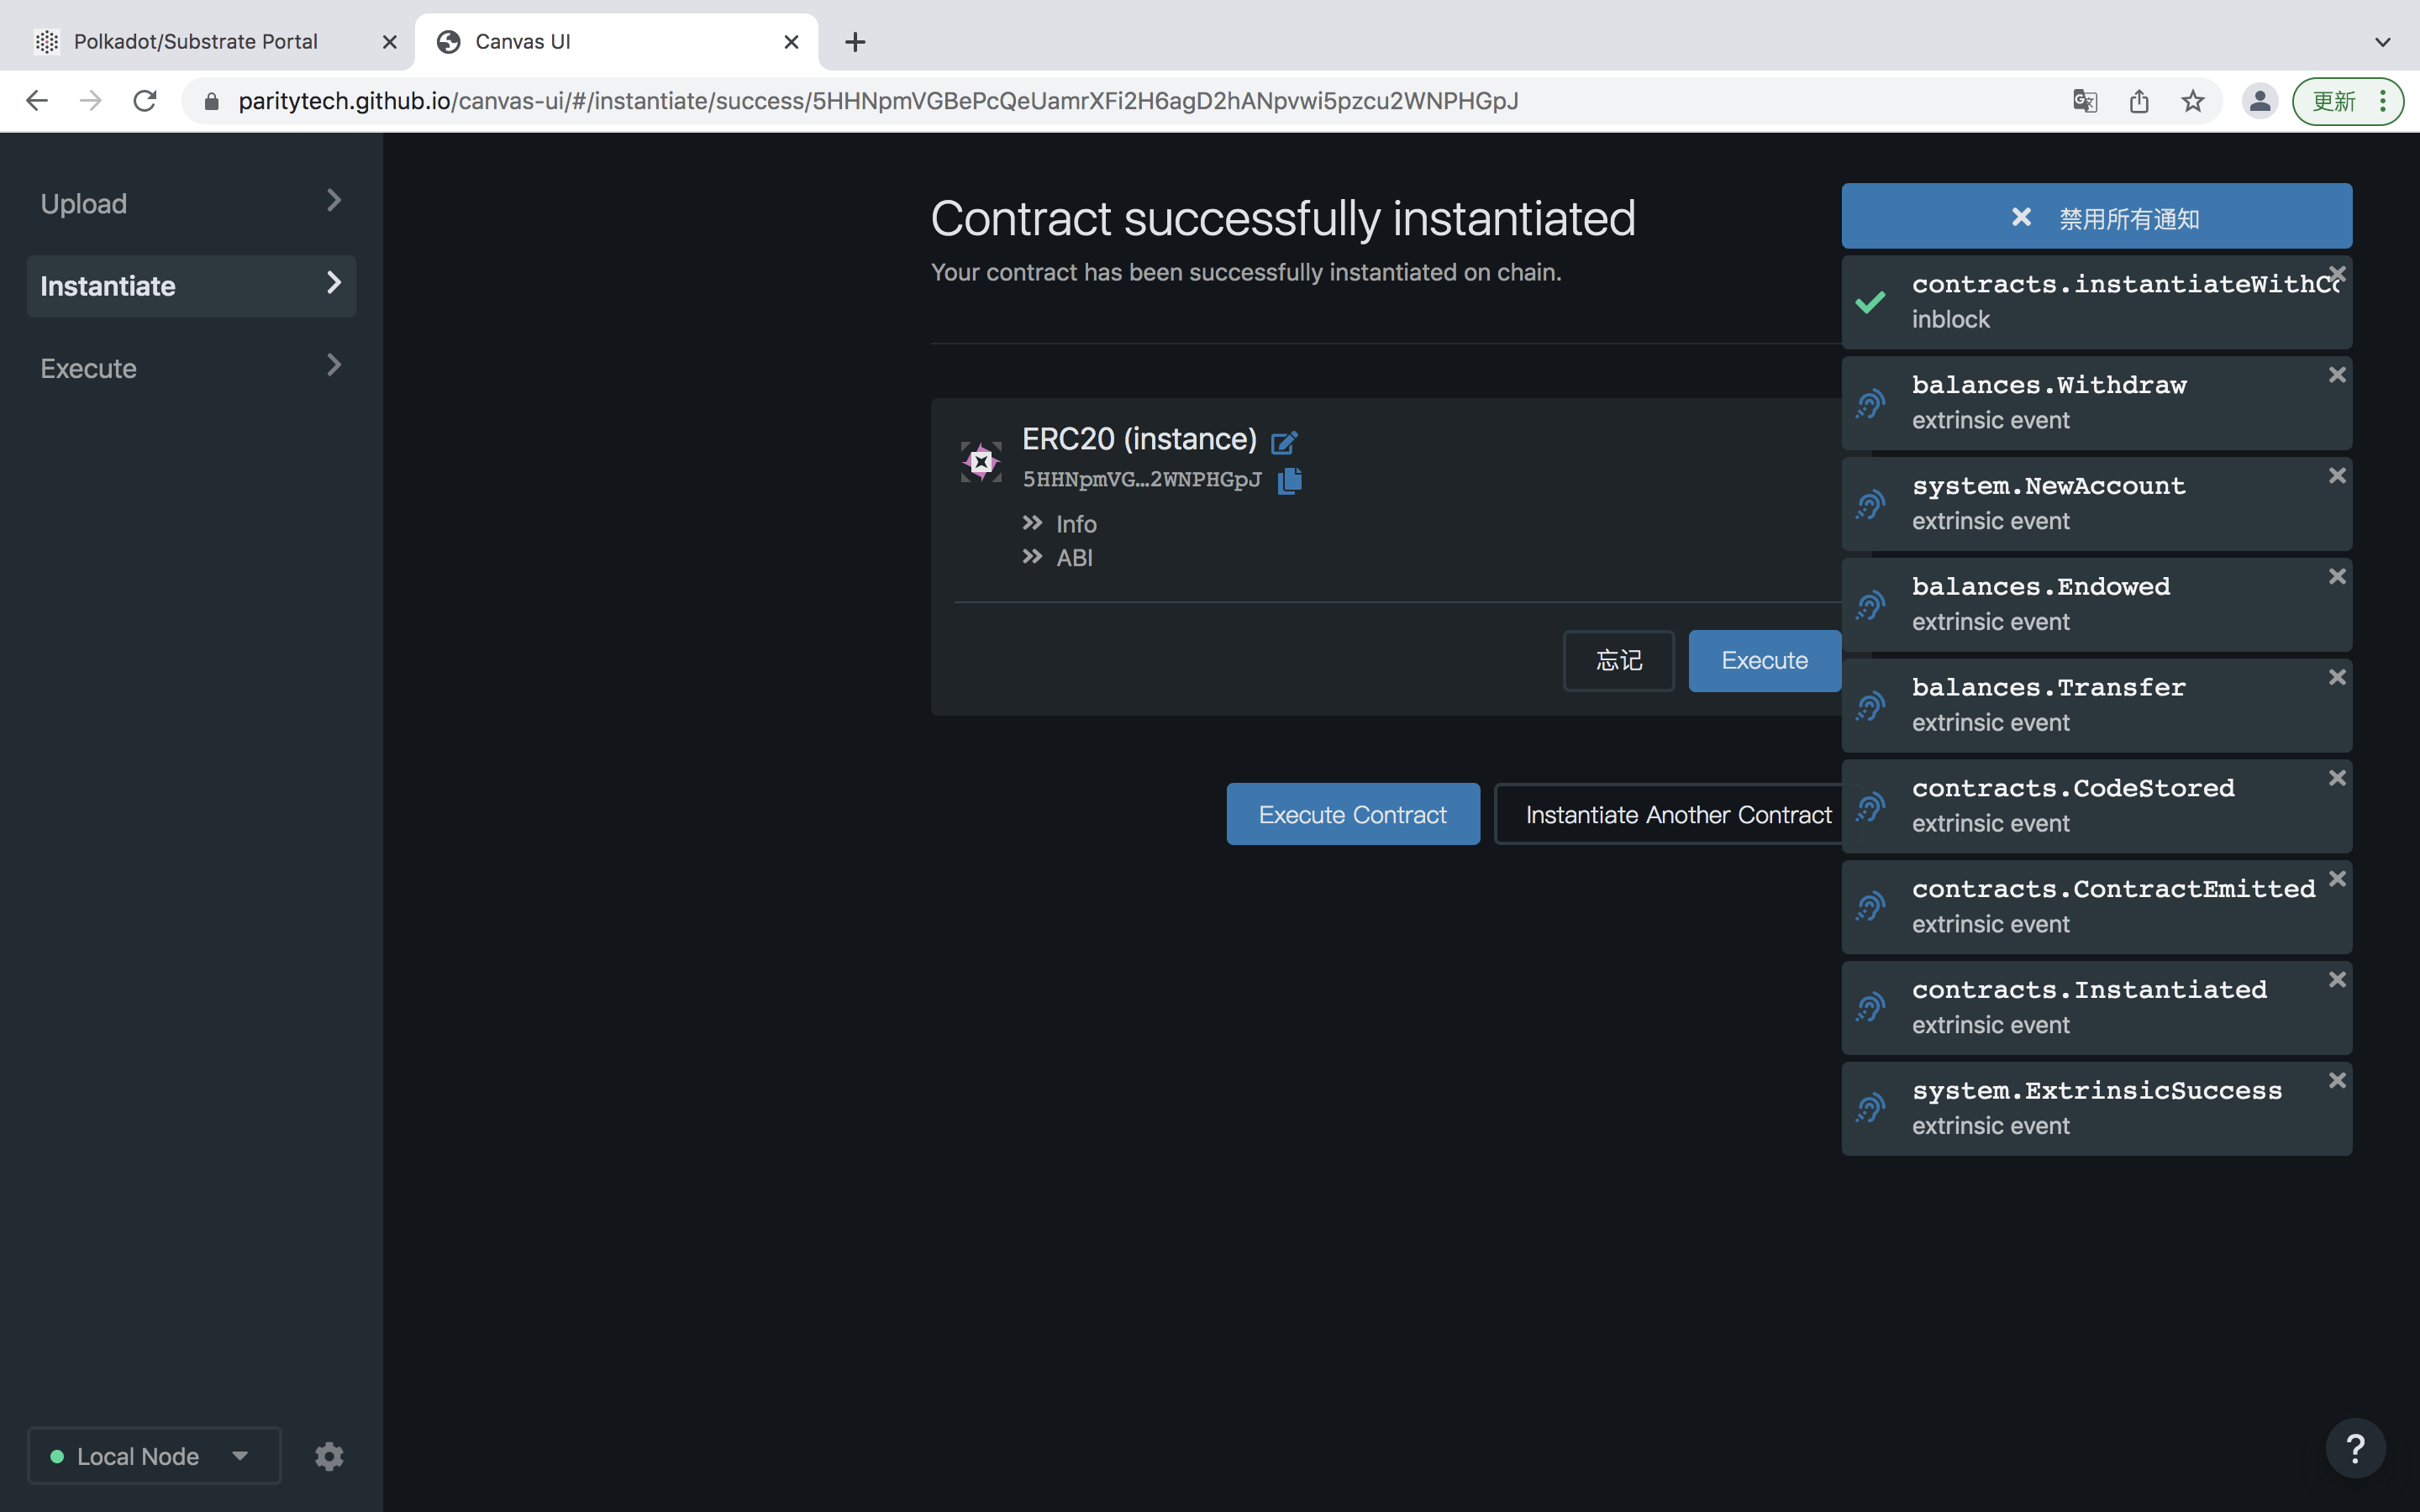 Polkadot/Substrate Portal
Canvas UI
paritytech.github.io/canvas-ui/#/instantiate/success/5HHNpmVGBePcQeUamrXFi2H6agD2hANpvwi5pzcu2WNPHGpJ
更新
Upload
Instantiate
Execute
Contract successfully instantiated
Your contract has been successfully instantiated on chain.
ERC20 (instance)
5HHNpmVG…2WNPHGpJ
Info
ABI
忘记
Execute
Execute Contract
Instantiate Another Contract
禁用所有通知
contracts.instantiateWithCo
inblock
balances.Withdraw
extrinsic event
system.NewAccount
extrinsic event
balances.Endowed
extrinsic event
balances.Transfer
extrinsic event
contracts.CodeStored
extrinsic event
contracts.ContractEmitted
extrinsic event
contracts.Instantiated
extrinsic event
system.ExtrinsicSuccess
extrinsic event
Local Node
?